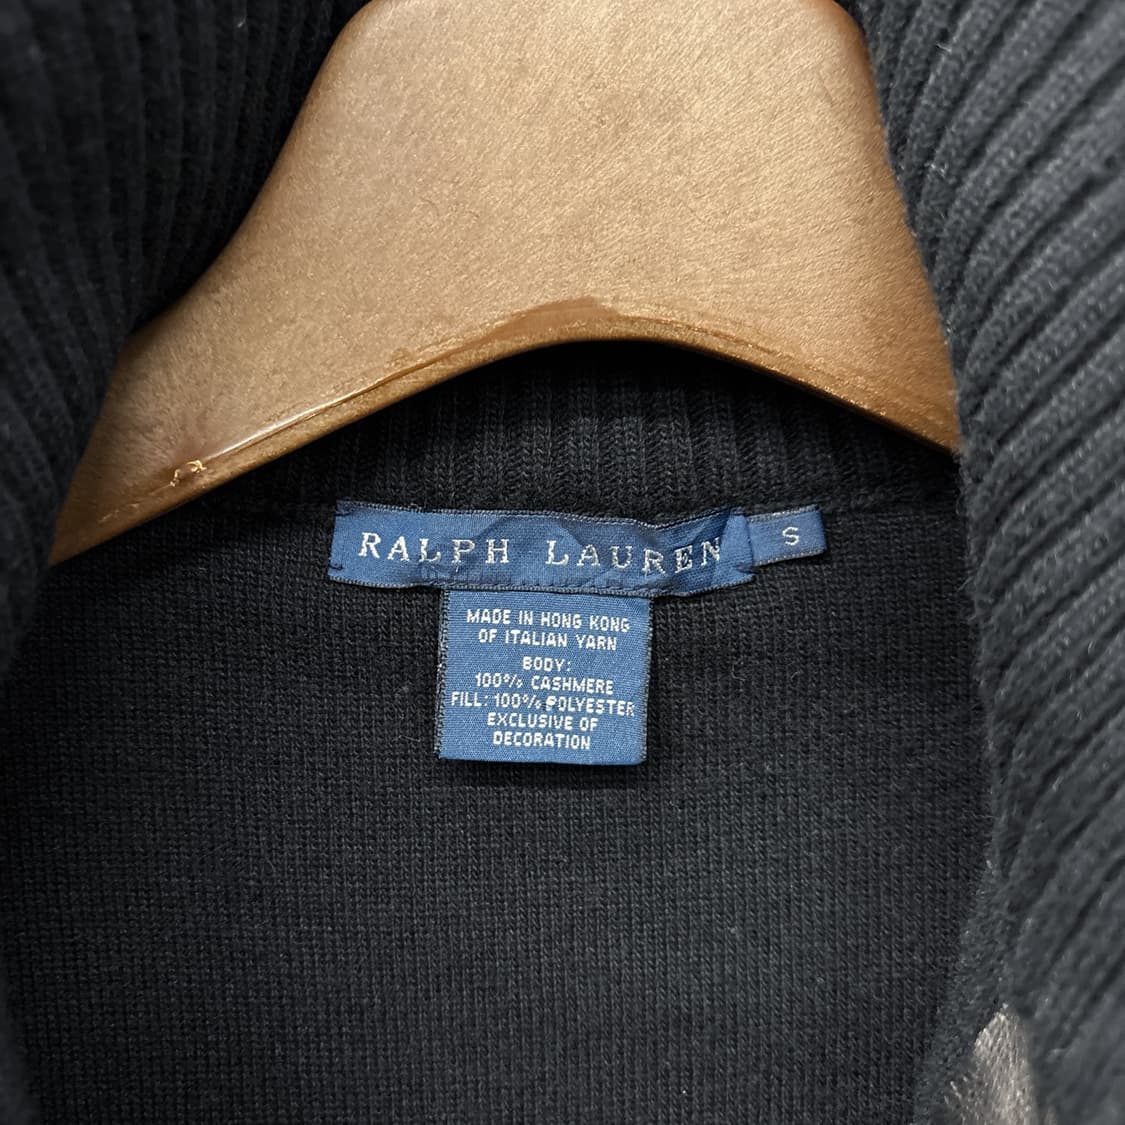 RALPH LAUREN S
MADE IN HONG KONG
OF ITALIAN YARN
BODY:
100% CASHMERE
FILL: 100% POLYESTER
EXCLUSIVE OF
DECORATION